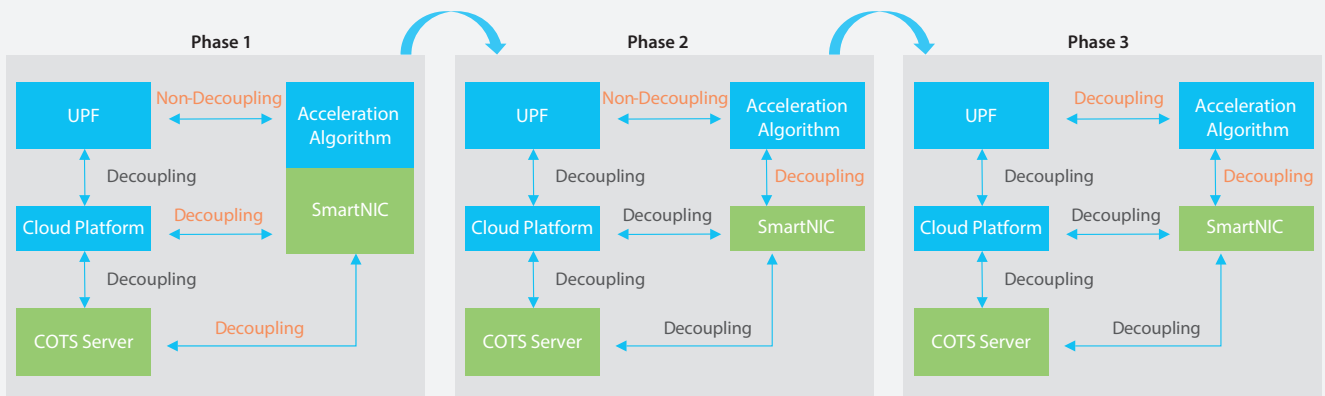 Phase 1
UPF
Non-Decoupling
Acceleration
Algorithm
Decoupling
SmartNIC
Cloud Platform
Decoupling
Decoupling
COTS Server
Decoupling
Phase 2
UPF
Non-Decoupling
Acceleration
Algorithm
Decoupling
Decoupling
Cloud Platform
Decoupling
SmartNIC
Decoupling
COTS Server
Decoupling
Phase 3
UPF
Decoupling
Acceleration
Algorithm
Decoupling
Decoupling
Cloud Platform
Decoupling
SmartNIC
Decoupling
COTS Server
Decoupling